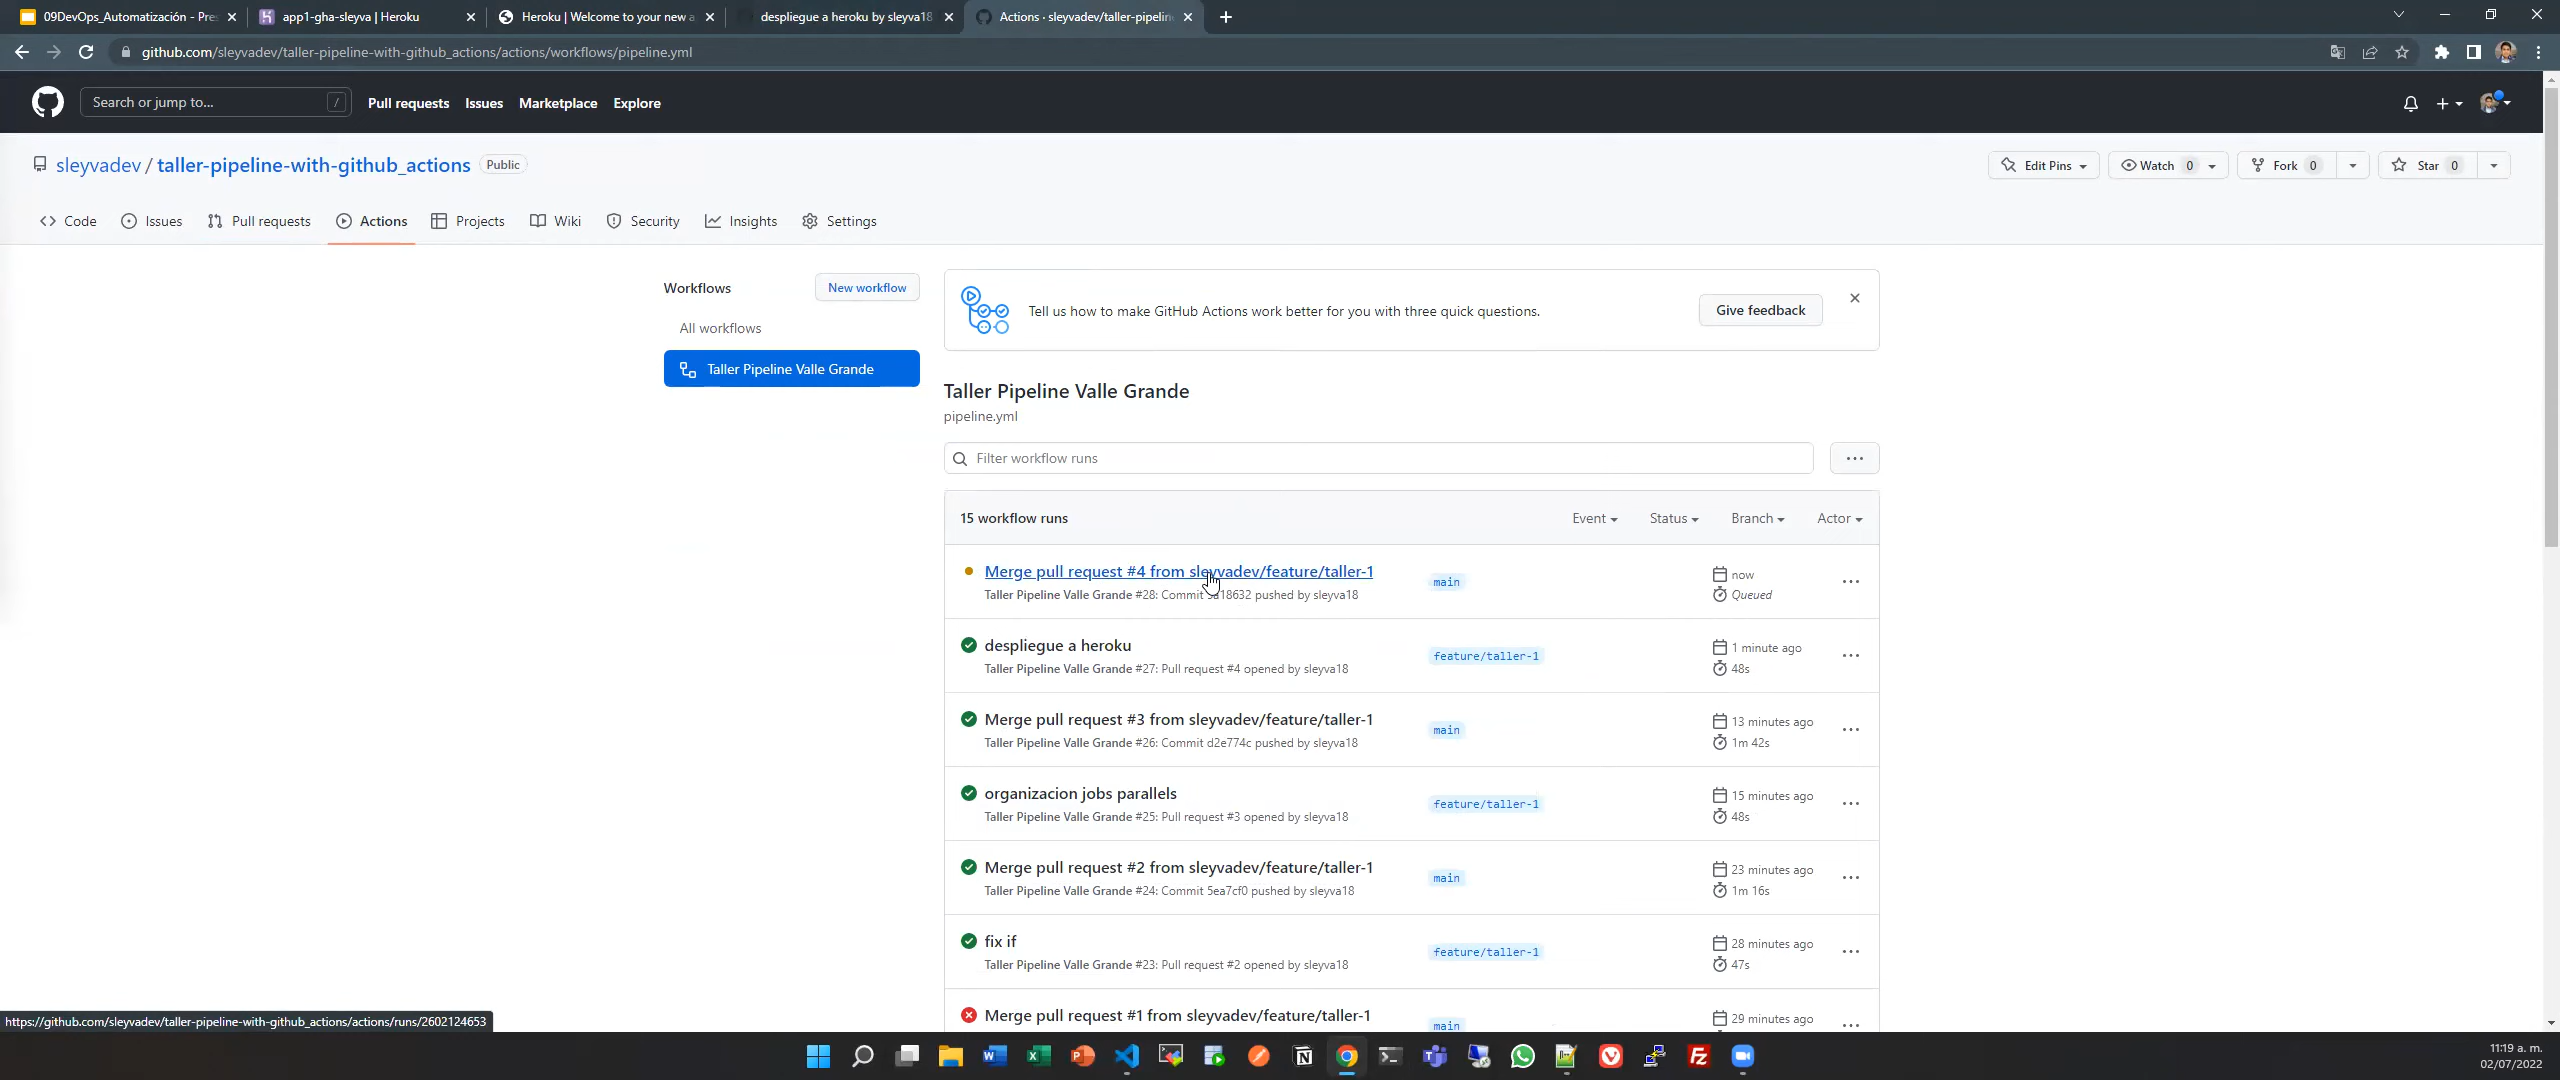 09DevOps_Automatización - Pres
app1-gha-sleyva | Heroku
Heroku | Welcome to your new a
despliegue a heroku by sleyva18
Actions · sleyvadev/taller-pipelin
github.com/sleyvadev/taller-pipeline-with-github_actions/actions/workflows/pipeline.yml
Search or jump to...
/
Pull requests
Issues
Marketplace
Explore
sleyvadev / taller-pipeline-with-github_actions
Public
Edit Pins
Watch 0
Fork 0
Star 0
Code
Issues
Pull requests
Actions
Projects
Wiki
Security
Insights
Settings
Workflows
New workflow
All workflows
Taller Pipeline Valle Grande
Tell us how to make GitHub Actions work better for you with three quick questions.
Give feedback
Taller Pipeline Valle Grande
pipeline.yml
Filter workflow runs
15 workflow runs
Event
Status
Branch
Actor
Merge pull request #4 from sleyvadev/feature/taller-1
Taller Pipeline Valle Grande #28: Commit 5a18632 pushed by sleyva18
main
now
Queued
despliegue a heroku
Taller Pipeline Valle Grande #27: Pull request #4 opened by sleyva18
feature/taller-1
1 minute ago
48s
Merge pull request #3 from sleyvadev/feature/taller-1
Taller Pipeline Valle Grande #26: Commit d2e774c pushed by sleyva18
main
13 minutes ago
1m 42s
organizacion jobs parallels
Taller Pipeline Valle Grande #25: Pull request #3 opened by sleyva18
feature/taller-1
15 minutes ago
48s
Merge pull request #2 from sleyvadev/feature/taller-1
Taller Pipeline Valle Grande #24: Commit 5ea7cf0 pushed by sleyva18
main
23 minutes ago
1m 16s
fix if
Taller Pipeline Valle Grande #23: Pull request #2 opened by sleyva18
feature/taller-1
28 minutes ago
47s
Merge pull request #1 from sleyvadev/feature/taller-1
main
29 minutes ago
https://github.com/sleyvadev/taller-pipeline-with-github_actions/actions/runs/2602124653
11:19 a. m.
02/07/2022